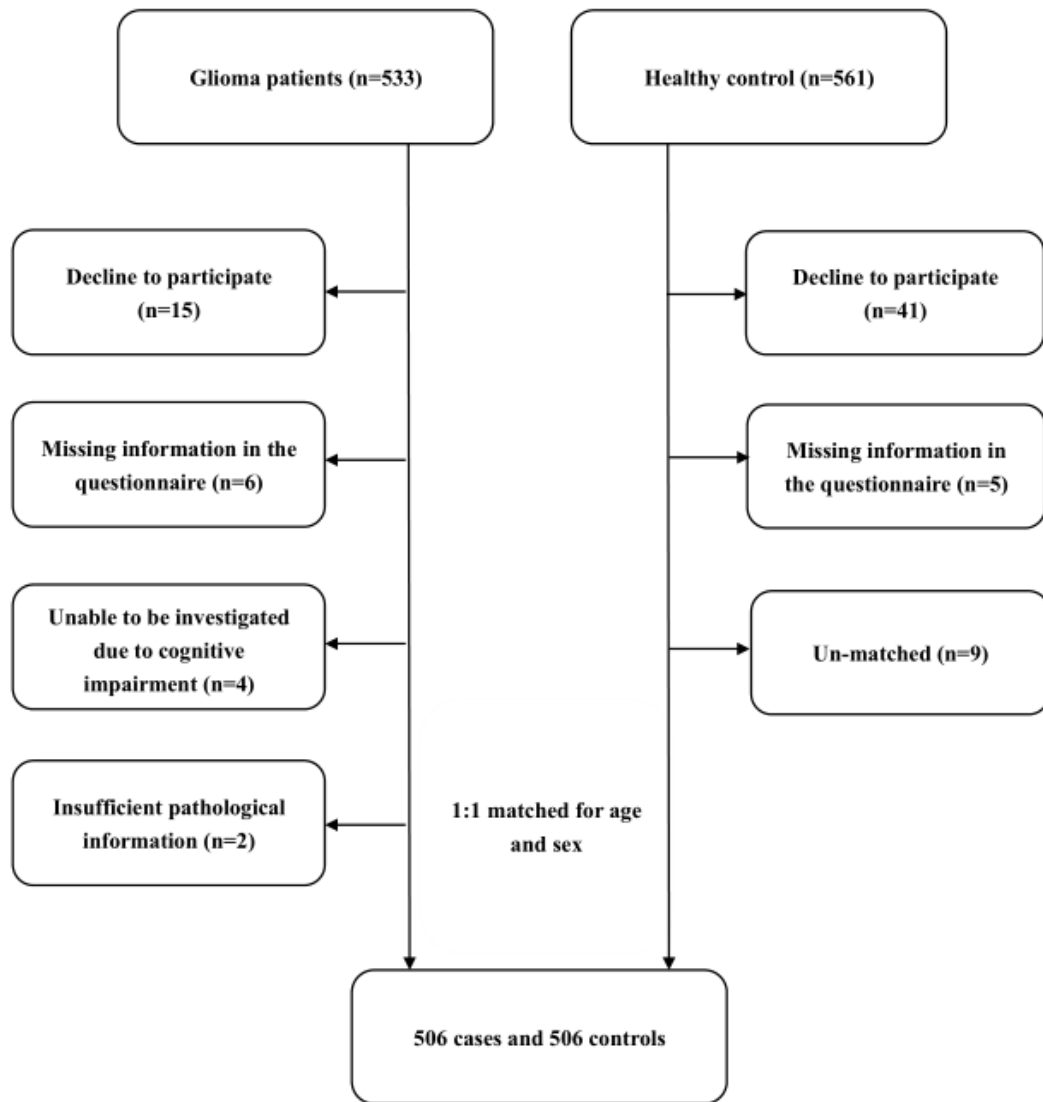 Glioma patients (n=533)
Healthy control (n=561)
Decline to participate
(n=15)
Decline to participate
(n=41)
Missing information in the
questionnaire (n=6)
Missing information in
the questionnaire (n=5)
Unable to be investigated
due to cognitive
impairment (n=4)
Un-matched (n=9)
Insufficient pathological
information (n=2)
1:1 matched for age
and sex
506 cases and 506 controls